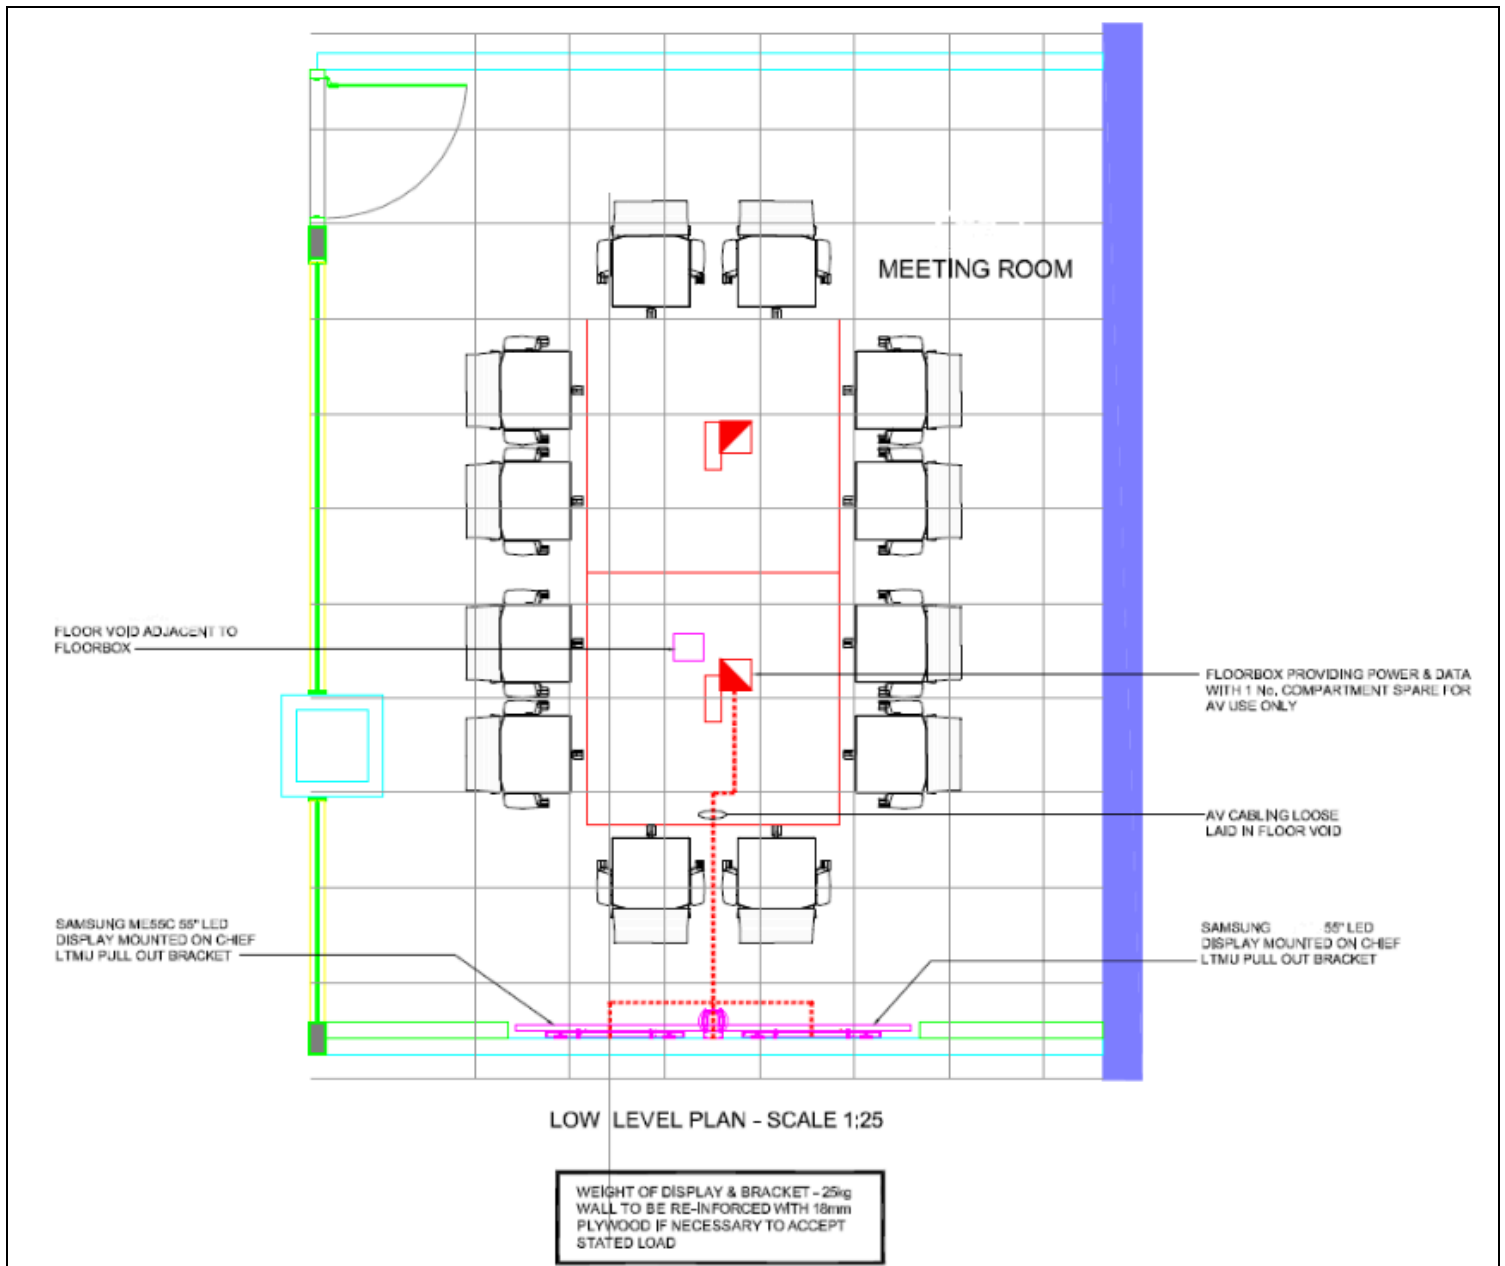 MEETING ROOM
FLOOR VOID ADJACENT TO
FLOORBOX
FLOORBOX PROVIDING POWER & DATA
WITH 1 No. COMPARTMENT SPARE FOR
AV USE ONLY
AV CABLING LOOSE
LAID IN FLOOR VOID
SAMSUNG ME55C 55" LED
DISPLAY MOUNTED ON CHIEF
LTMU PULL OUT BRACKET
SAMSUNG 55" LED
DISPLAY MOUNTED ON CHIEF
LTMU PULL OUT BRACKET
LOW LEVEL PLAN - SCALE 1:25
WEIGHT OF DISPLAY & BRACKET - 25kg
WALL TO BE RE-INFORCED WITH 18mm
PLYWOOD IF NECESSARY TO ACCEPT
STATED LOAD